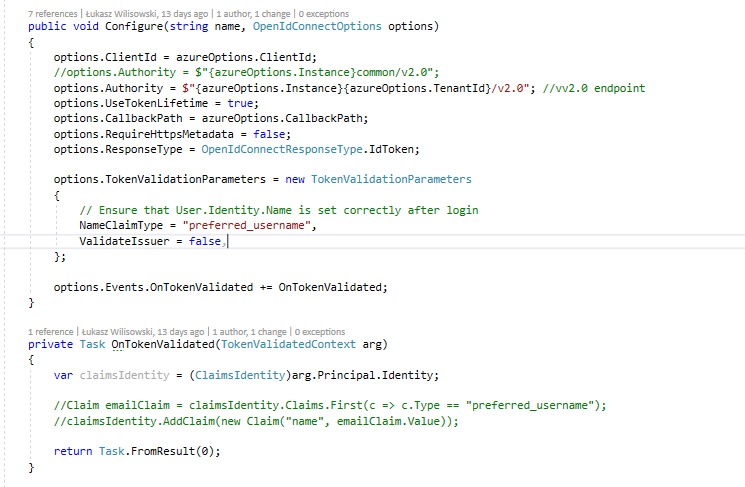 7 references | Łukasz Wilisowski, 13 days ago | 1 author, 1 change | 0 exceptions
public void Configure(string name, OpenIdConnectOptions options)
{
options.ClientId = azureOptions.ClientId;
//options.Authority = $"{azureOptions.Instance}common/v2.0";
options.Authority = $"{azureOptions.Instance}{azureOptions.TenantId}/v2.0"; //vv2.0 endpoint
options.UseTokenLifetime = true;
options.CallbackPath = azureOptions.CallbackPath;
options.RequireHttpsMetadata = false;
options.ResponseType = OpenIdConnectResponseType.IdToken;
options.TokenValidationParameters = new TokenValidationParameters
{
// Ensure that User.Identity.Name is set correctly after login
NameClaimType = "preferred_username",
ValidateIssuer = false,
};
options.Events.OnTokenValidated += OnTokenValidated;
}
1 reference | Łukasz Wilisowski, 13 days ago | 1 author, 1 change | 0 exceptions
private Task OnTokenValidated(TokenValidatedContext arg)
{
var claimsIdentity = (ClaimsIdentity)arg.Principal.Identity;
//Claim emailClaim = claimsIdentity.Claims.First(c => c.Type == "preferred_username");
//claimsIdentity.AddClaim(new Claim("name", emailClaim.Value));
return Task.FromResult(0);
}